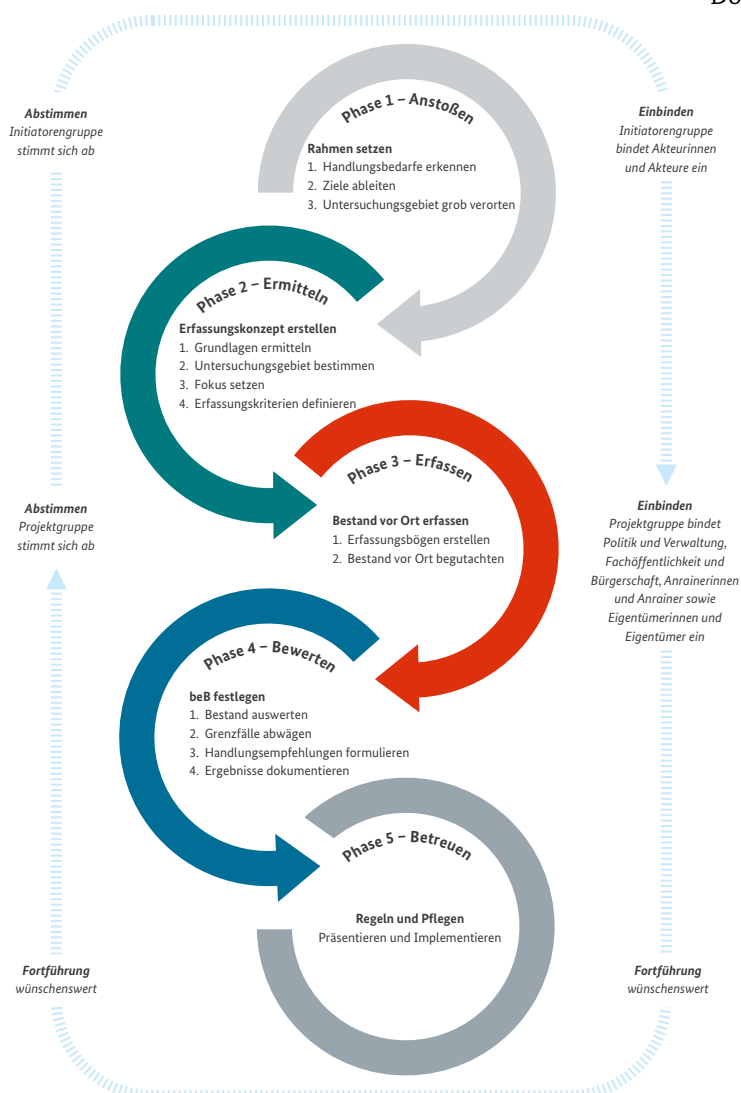 Phase 1 – Anstoßen
Abstimmen
Initiatorengruppe
stimmt sich ab
Einbinden
Initiatorengruppe
bindet Akteurinnen
und Akteure ein
Rahmen setzen
1. Handlungsbedarfe erkennen
2. Ziele ableiten
3. Untersuchungsgebiet grob verorten
Phase 2 – Ermitteln
Erfassungskonzept erstellen
1. Grundlagen ermitteln
2. Untersuchungsgebiet bestimmen
3. Fokus setzen
4. Erfassungskriterien definieren
Phase 3 – Erfassen
Bestand vor Ort erfassen
1. Erfassungsbögen erstellen
2. Bestand vor Ort begutachten
Abstimmen
Projektgruppe
stimmt sich ab
Einbinden
Projektgruppe bindet
Politik und Verwaltung,
Fachöffentlichkeit und
Bürgerschaft, Anrainerinnen
und Anrainer sowie
Eigentümerinnen und
Eigentümer ein
Phase 4 – Bewerten
beB festlegen
1. Bestand auswerten
2. Grenzfälle abwägen
3. Handlungsempfehlungen formulieren
4. Ergebnisse dokumentieren
Phase 5 – Betreuen
Regeln und Pflegen
Präsentieren und Implementieren
Fortführung
wünschenswert
Fortführung
wünschenswert